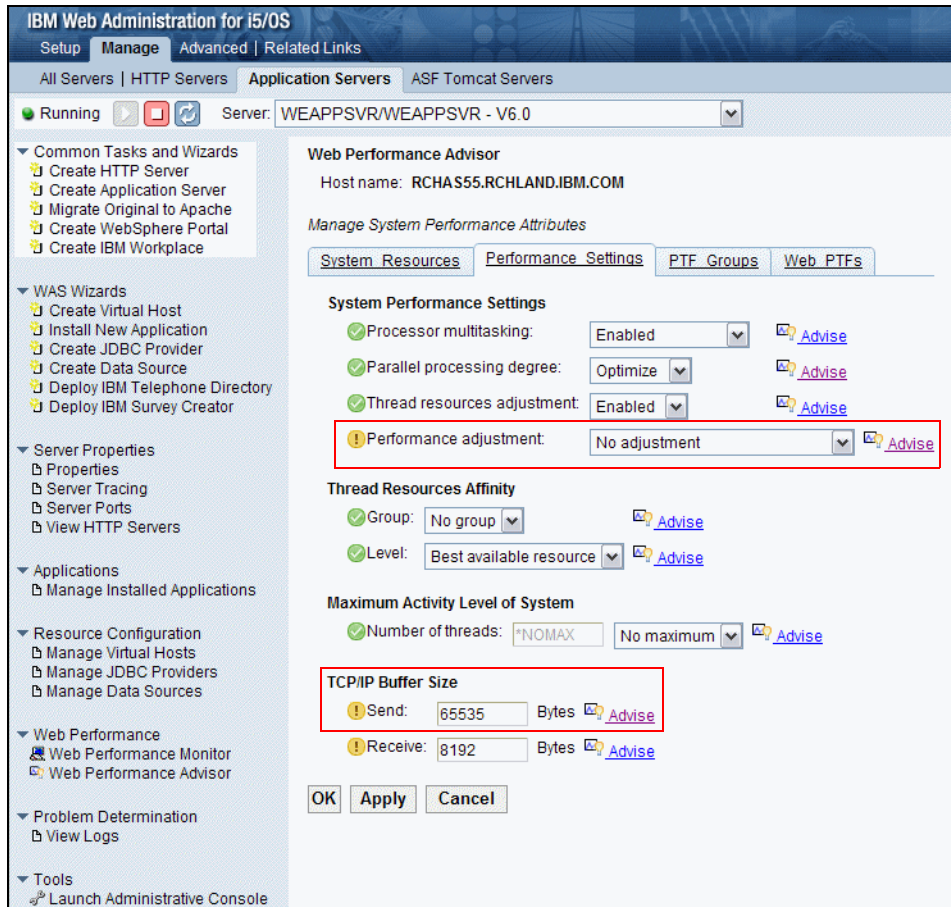 IBM Web Administration for i5/OS
Setup Manage Advanced | Related Links
All Servers | HTTP Servers Application Servers ASF Tomcat Servers
Running Server: WEAPPSVR/WEAPPSVR - V6.0
Common Tasks and Wizards
Create HTTP Server
Create Application Server
Migrate Original to Apache
Create WebSphere Portal
Create IBM Workplace
WAS Wizards
Create Virtual Host
Install New Application
Create JDBC Provider
Create Data Source
Deploy IBM Telephone Directory
Deploy IBM Survey Creator
Server Properties
Properties
Server Tracing
Server Ports
View HTTP Servers
Applications
Manage Installed Applications
Resource Configuration
Manage Virtual Hosts
Manage JDBC Providers
Manage Data Sources
Web Performance
Web Performance Monitor
Web Performance Advisor
Problem Determination
View Logs
Tools
Launch Administrative Console
Web Performance Advisor
Host name: RCHAS55.RCHLAND.IBM.COM
Manage System Performance Attributes
System Resources Performance Settings PTF Groups Web PTFs
System Performance Settings
Processor multitasking: Enabled Advise
Parallel processing degree: Optimize Advise
Thread resources adjustment: Enabled Advise
Performance adjustment: No adjustment Advise
Thread Resources Affinity
Group: No group Advise
Level: Best available resource Advise
Maximum Activity Level of System
Number of threads: *NOMAX No maximum Advise
TCP/IP Buffer Size
Send: 65535 Bytes Advise
Receive: 8192 Bytes Advise
OK Apply Cancel